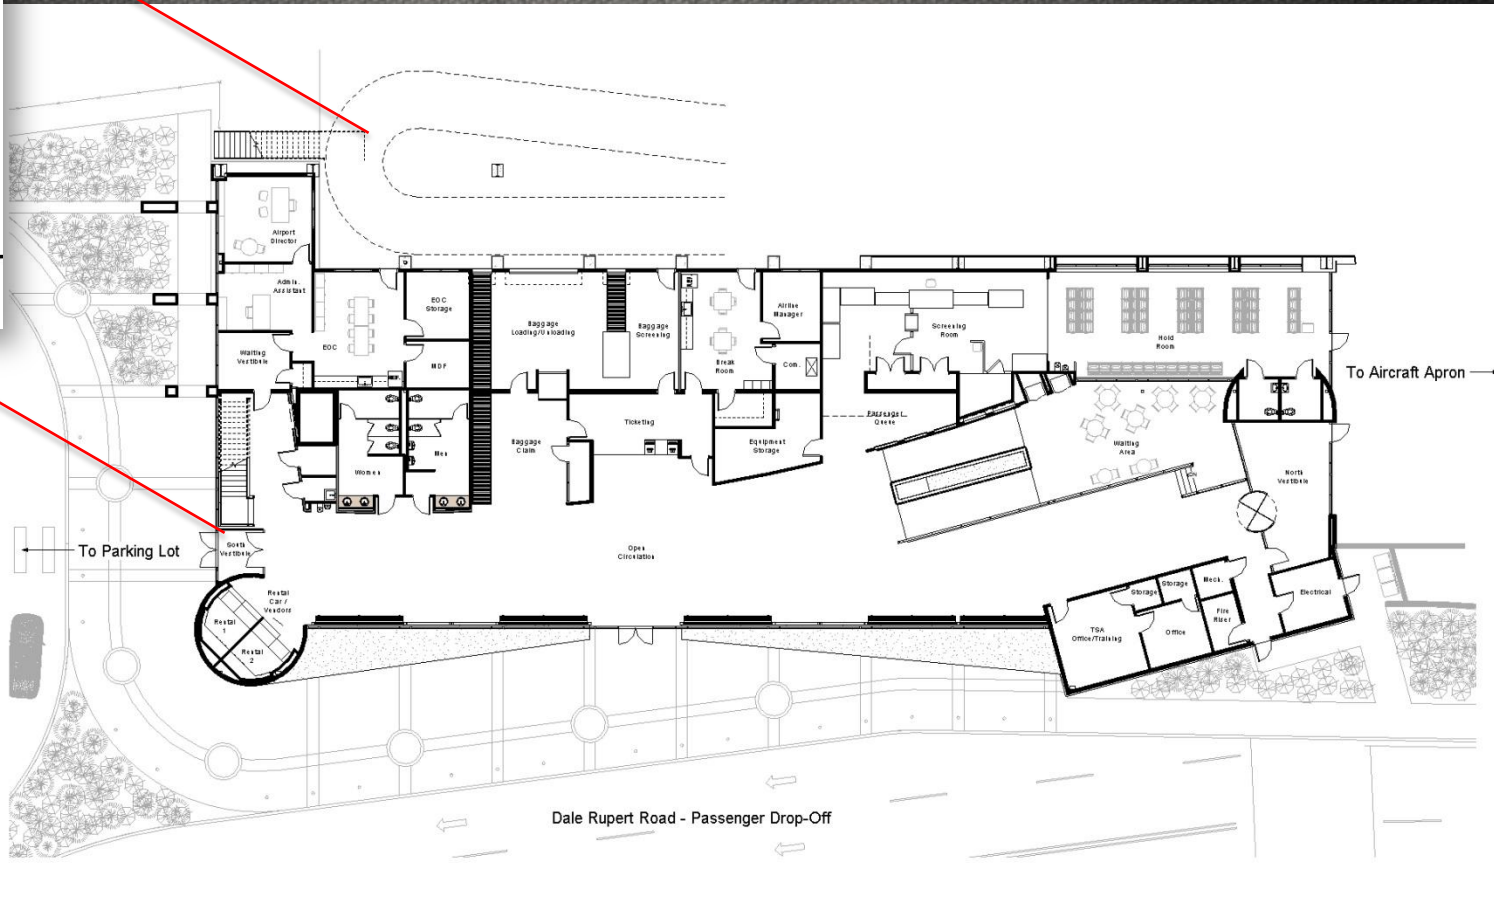 Airport
Director
Admin.
Assistant
EOC
Storage
Baggage
Loading/Unloading
Baggage
Screening
Airline
Manager
Screening
Room
Hold
Room
EOC
Waiting
Vestibule
MDF
Break
Room
Com.
To Aircraft Apron
Ticketing
Passenger
Queue
Baggage
Claim
Equipment
Storage
Men
Women
Waiting
Area
North
Vestibule
To Parking Lot
South
Vestibule
Open
Circulation
Rental
Car /
Vendors
Rental
1
Rental
2
Storage
Storage
Mech.
Electrical
Fire
Riser
TSA
Office/Training
Office
Dale Rupert Road - Passenger Drop-Off